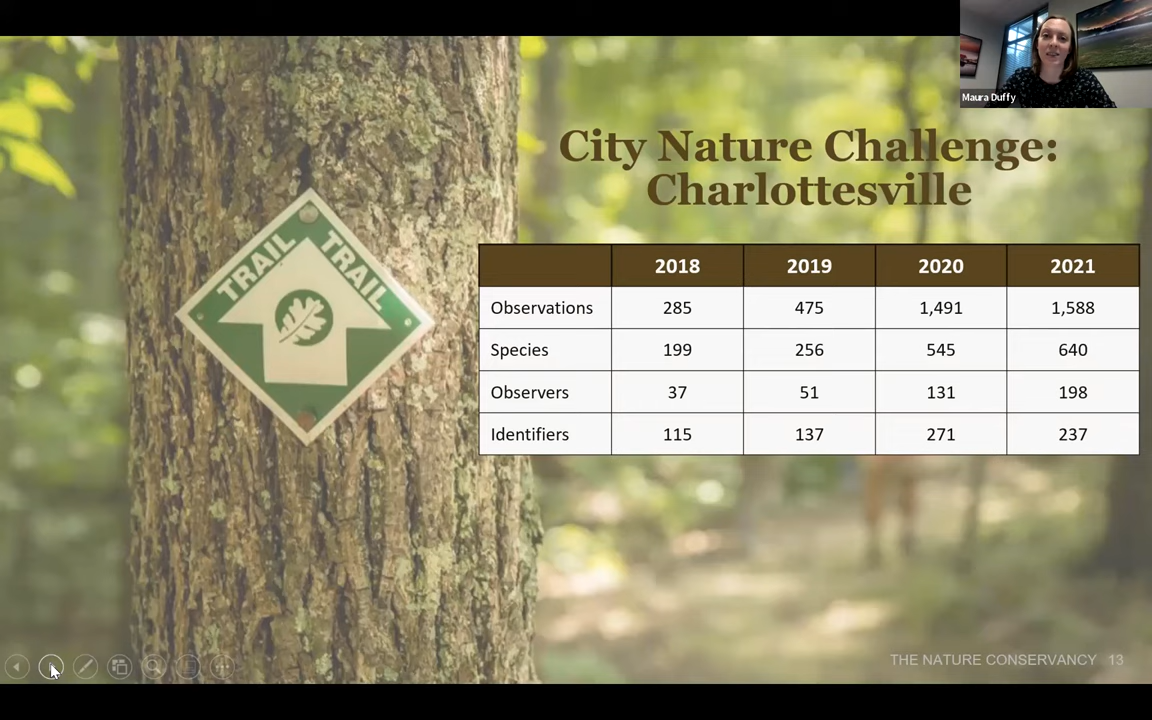 Maura Duffy
City Nature Challenge:
Charlottesville
TRAIL TRAIL
2018 2019 2020 2021
Observations 285 475 1,491 1,588
Species 199 256 545 640
Observers 37 51 131 198
Identifiers 115 137 271 237
THE NATURE CONSERVANCY 13